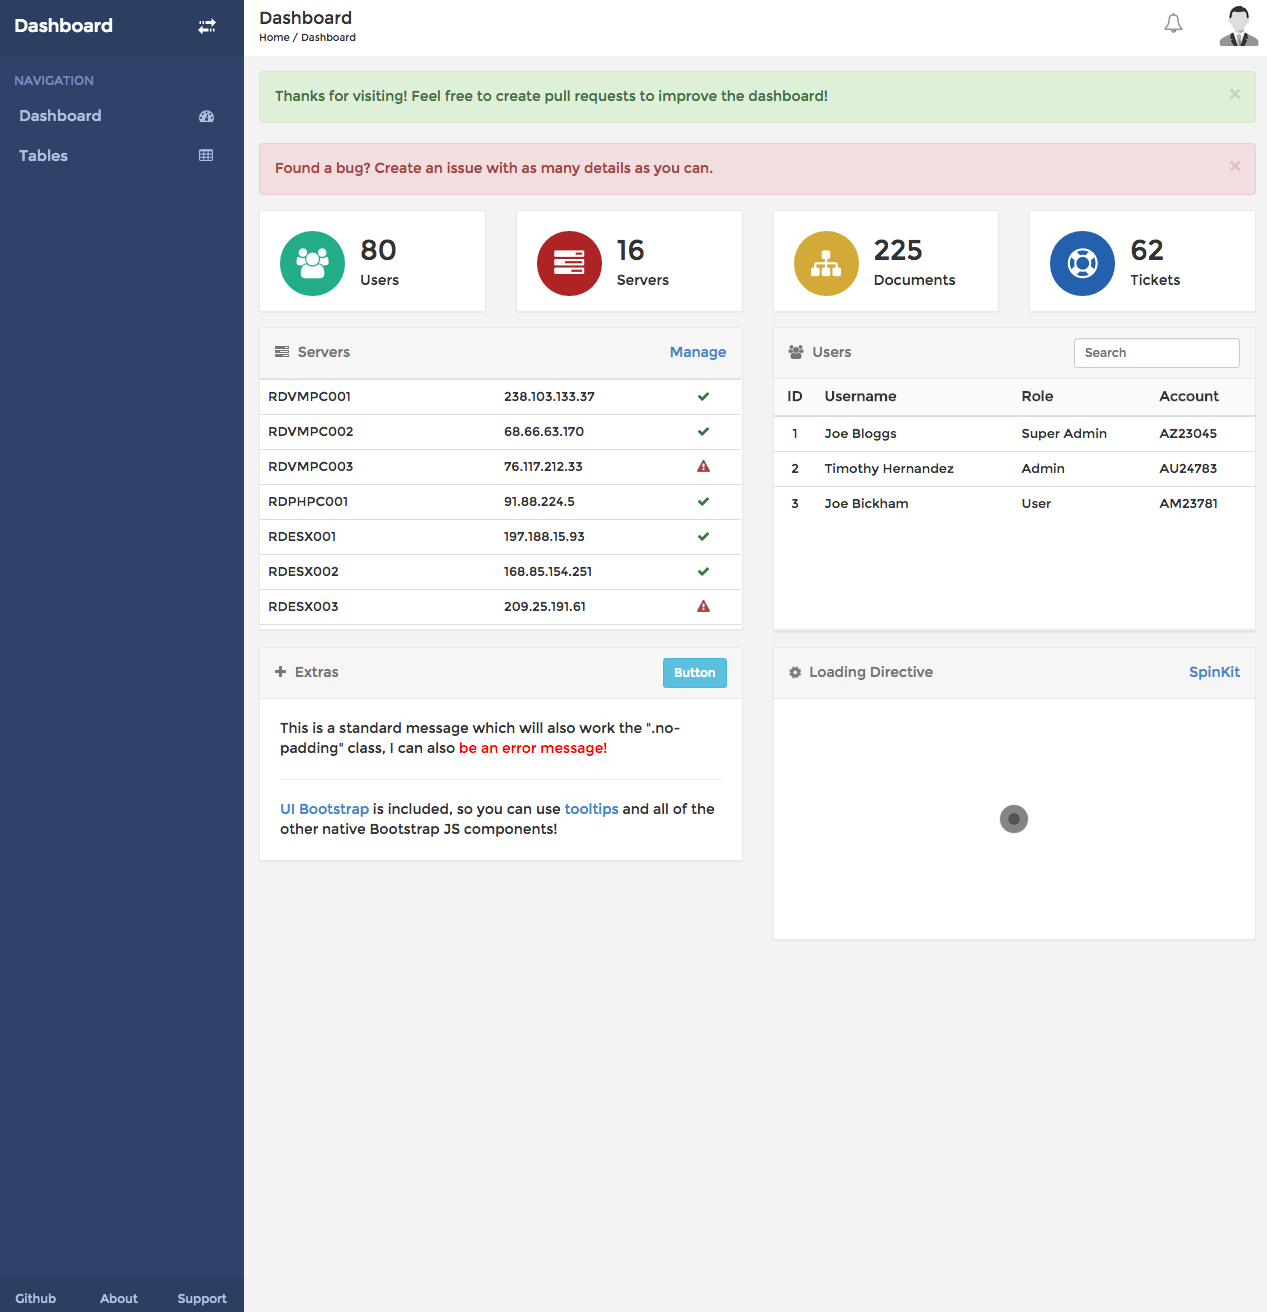 Dashboard
NAVIGATION
Dashboard
Tables
Github About Support
Dashboard
Home / Dashboard
Thanks for visiting! Feel free to create pull requests to improve the dashboard!
×
Found a bug? Create an issue with as many details as you can.
×
80
Users
16
Servers
225
Documents
62
Tickets
Servers Manage
RDVMPC001 238.103.133.37
RDVMPC002 68.66.63.170
RDVMPC003 76.117.212.33
RDPHPC001 91.88.224.5
RDESX001 197.188.15.93
RDESX002 168.85.154.251
RDESX003 209.25.191.61
Users Search
ID Username Role Account
1 Joe Bloggs Super Admin AZ23045
2 Timothy Hernandez Admin AU24783
3 Joe Bickham User AM23781
Extras Button
This is a standard message which will also work the ".no-
padding" class, I can also be an error message!
UI Bootstrap is included, so you can use tooltips and all of the
other native Bootstrap JS components!
Loading Directive SpinKit